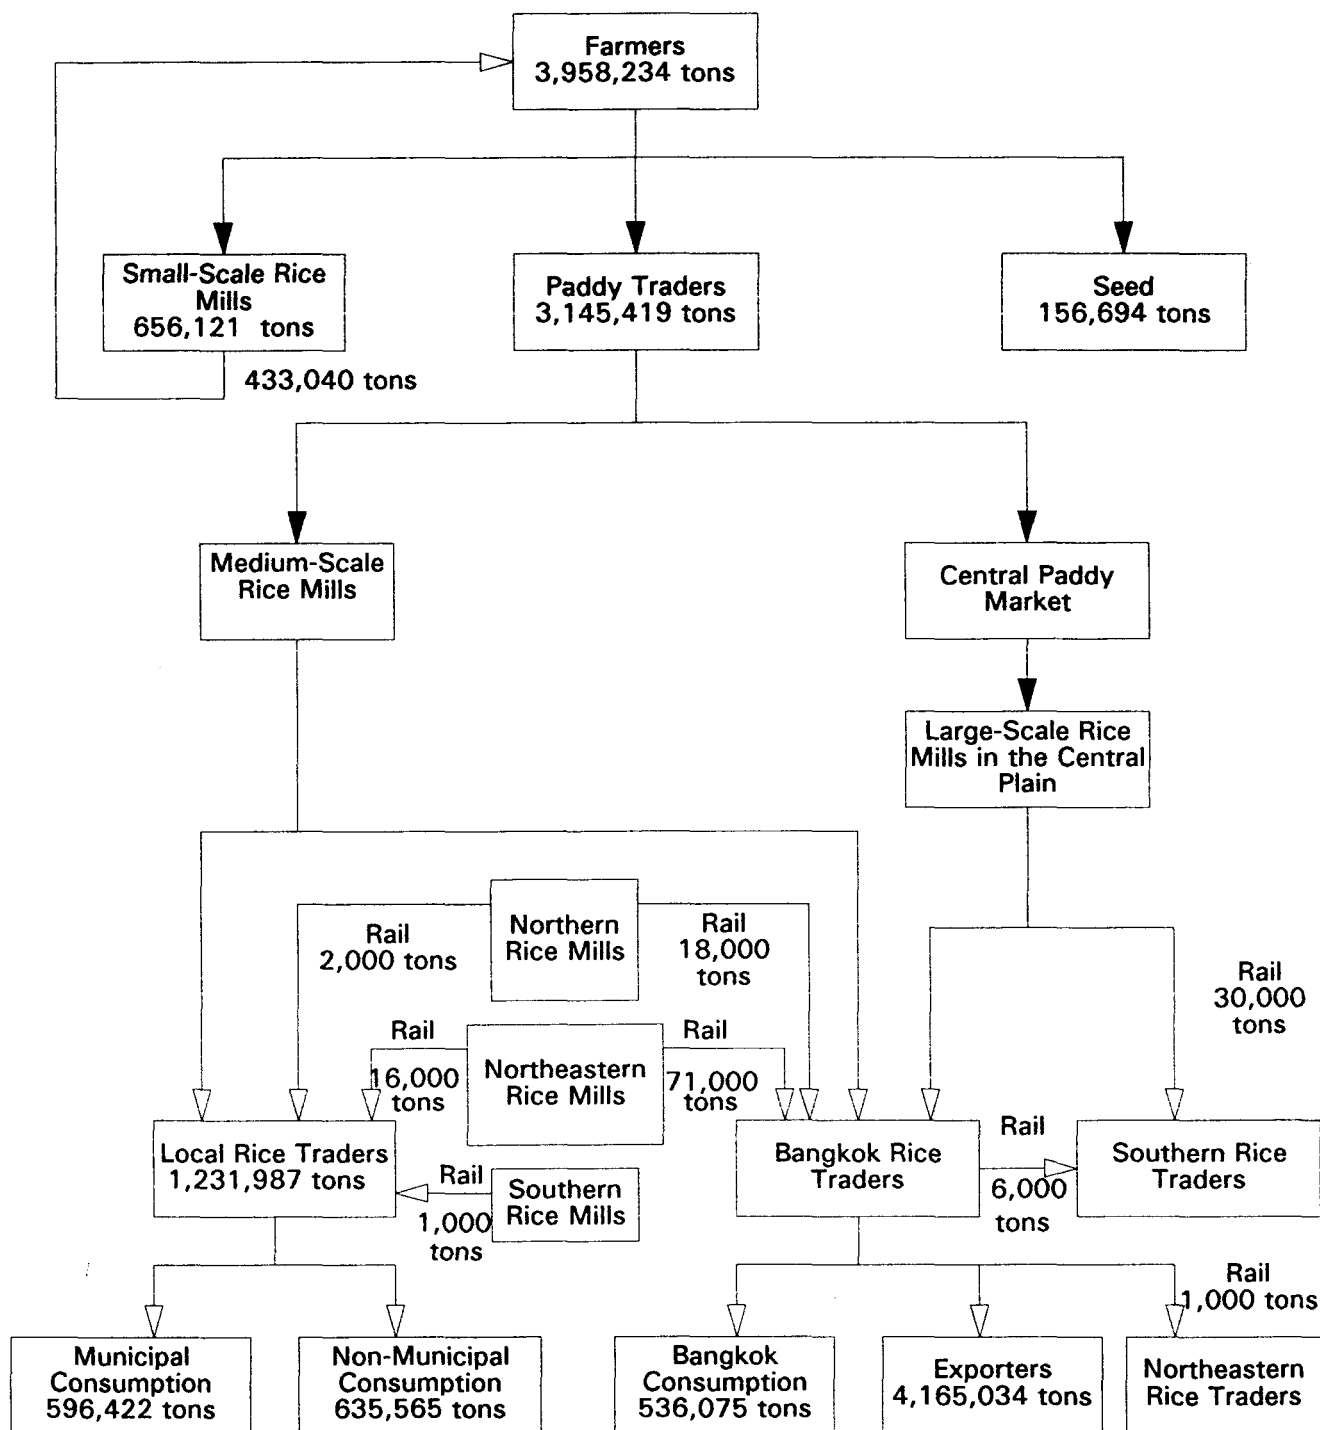 Farmers
3,958,234 tons
Small-Scale Rice
Mills
656,121 tons
Paddy Traders
3,145,419 tons
Seed
156,694 tons
433,040 tons
Medium-Scale
Rice Mills
Central Paddy
Market
Large-Scale Rice
Mills in the Central
Plain
Rail
2,000 tons
Northern
Rice Mills
Rail
18,000
tons
Rail
30,000
tons
Rail
16,000
tons
Northeastern
Rice Mills
Rail
71,000
tons
Local Rice Traders
1,231,987 tons
Rail
1,000
tons
Southern
Rice Mills
Bangkok Rice
Traders
Rail
6,000
tons
Southern Rice
Traders
Rail
1,000 tons
Municipal
Consumption
596,422 tons
Non-Municipal
Consumption
635,565 tons
Bangkok
Consumption
536,075 tons
Exporters
4,165,034 tons
Northeastern
Rice Traders